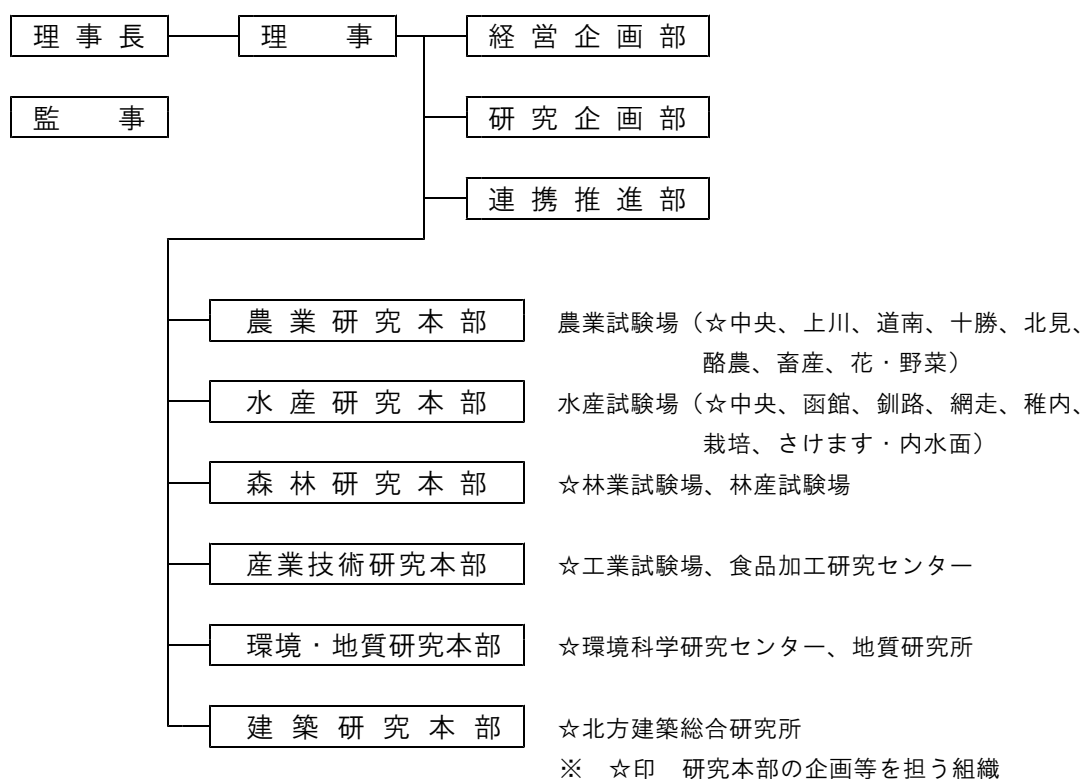 理事長 理事 経営企画部
監事 研究企画部
連携推進部
農業研究本部 農業試験場（☆中央、上川、道南、十勝、北見、
酪農、畜産、花・野菜）
水産研究本部 水産試験場（☆中央、函館、釧路、網走、稚内、
栽培、さけます・内水面）
森林研究本部 ☆林業試験場、林産試験場
産業技術研究本部 ☆工業試験場、食品加工研究センター
環境・地質研究本部 ☆環境科学研究センター、地質研究所
建築研究本部 ☆北方建築総合研究所
※ ☆印 研究本部の企画等を担う組織